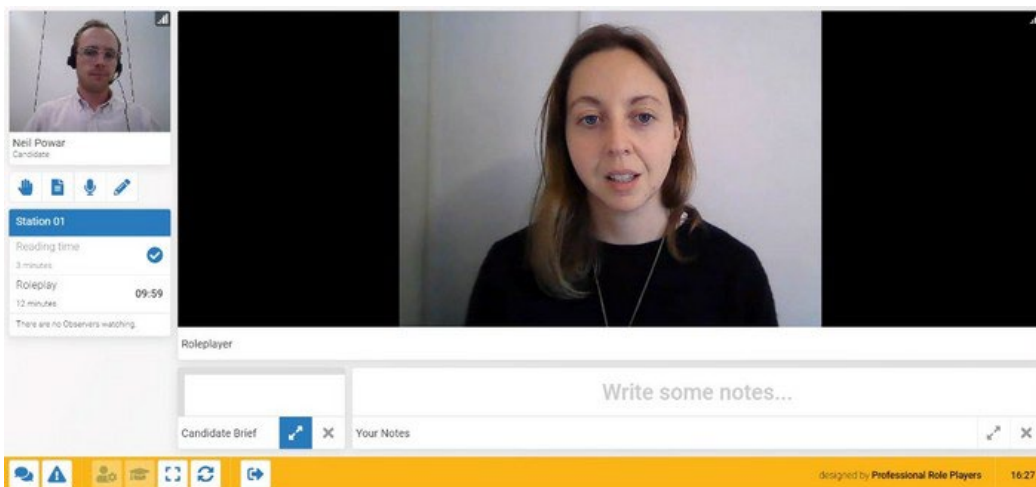 Neil Powar
Candidate
Station 01
Reading time
3 minutes
Roleplay
09:59
12 minutes
There are no Observers watching.
Roleplayer
Write some notes...
Candidate Brief
Your Notes
designed by Professional Role Players
16:27